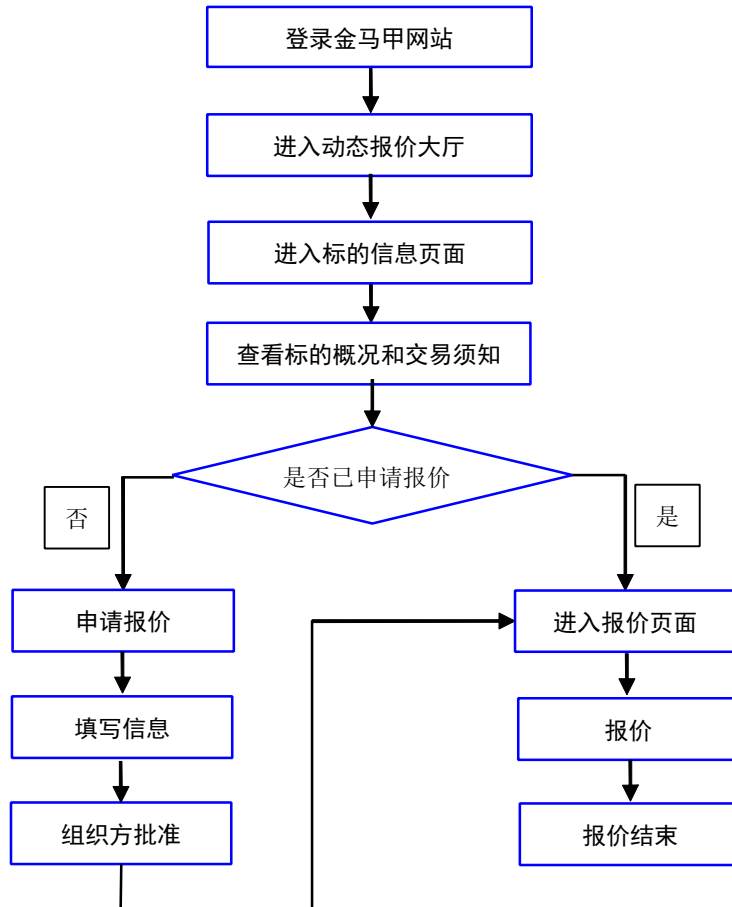 登录金马甲网站
进入动态报价大厅
进入标的信息页面
查看标的概况和交易须知
是否已申请报价
否
是
申请报价
进入报价页面
填写信息
报价
组织方批准
报价结束